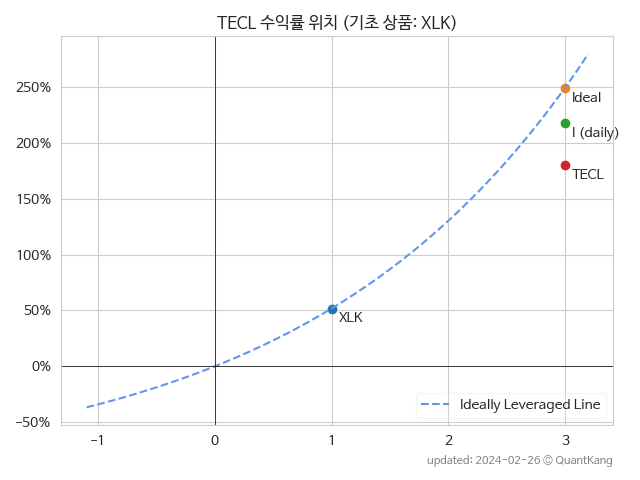 TECL 수익률 위치 (기초 상품: XLK)
250%
200%
150%
100%
50%
0%
−50%
Ideal
I (daily)
TECL
XLK
Ideally Leveraged Line
−1
0
1
2
3
updated: 2024-02-26 © QuantKang